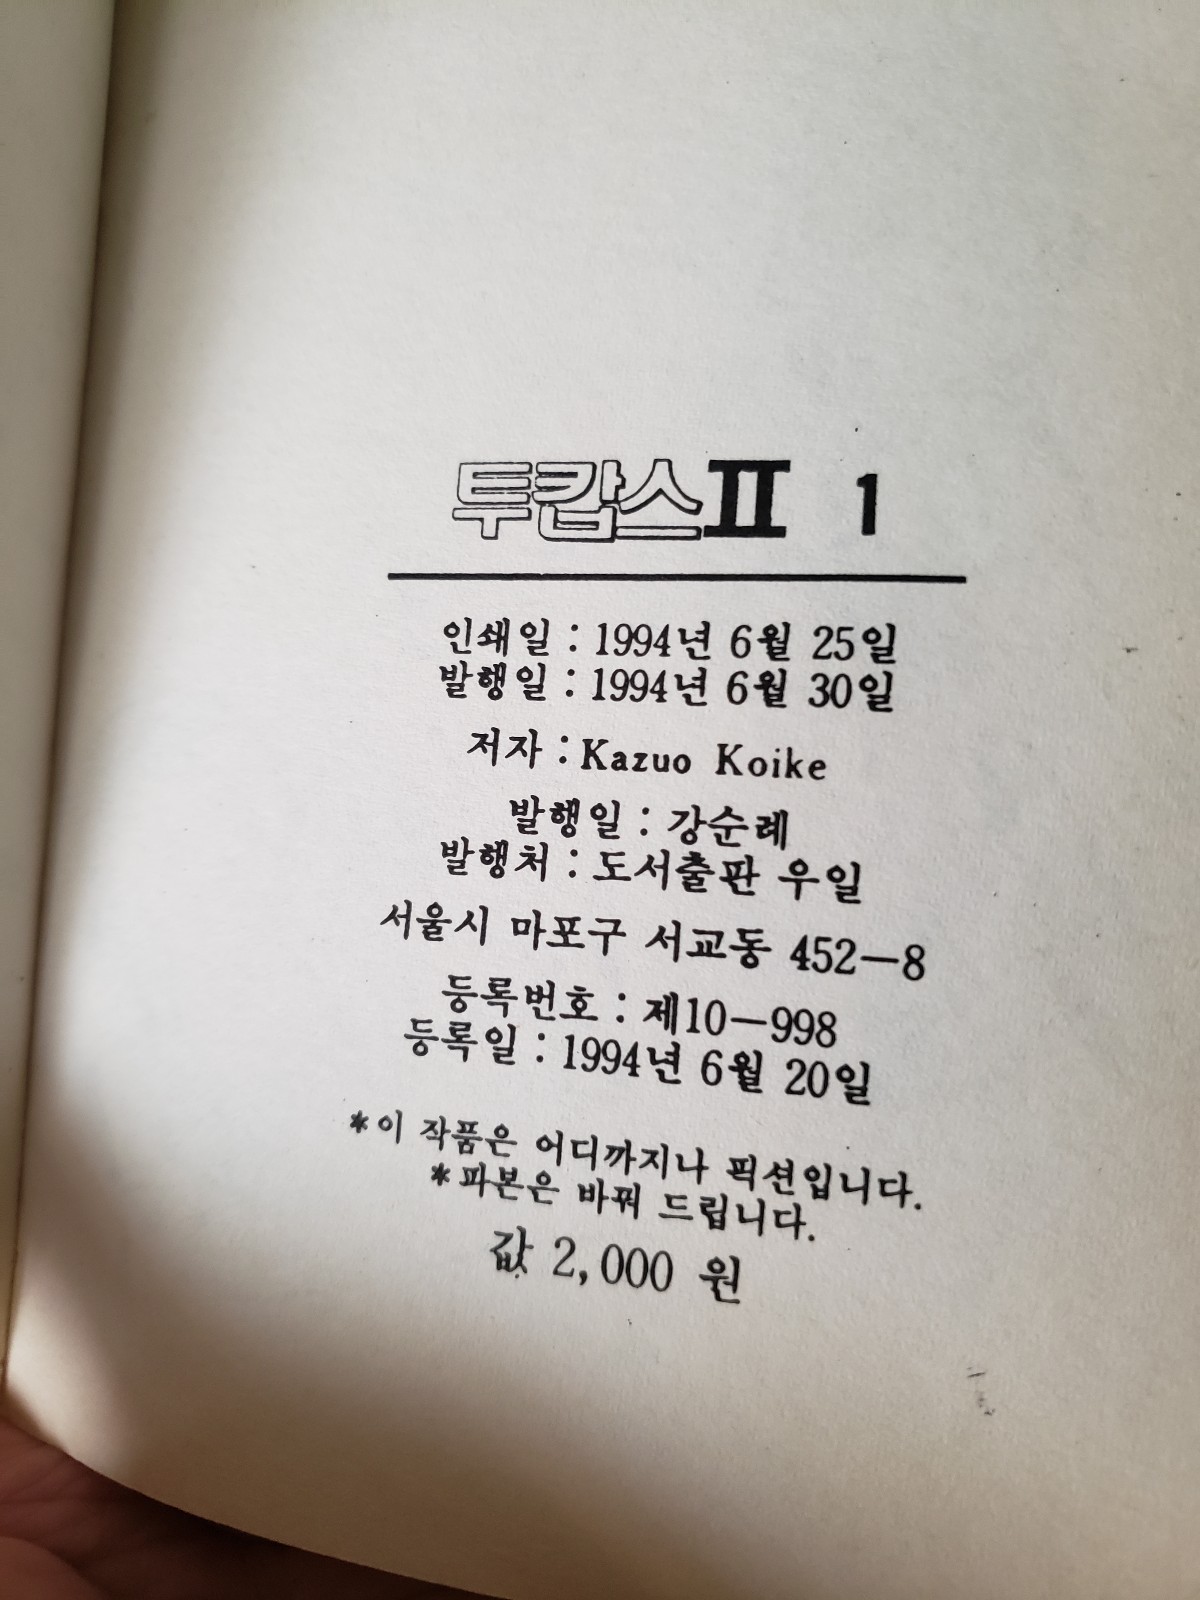 투캅스II 1
인쇄일 : 1994년 6월 25일
발행일 : 1994년 6월 30일
저자 : Kazuo Koike
발행일 : 강순례
발행처 : 도서출판 우일
서울시 마포구 서교동 452-8
등록번호 : 제10-998
등록일 : 1994년 6월 20일
*이 작품은 어디까지나 픽션입니다.
*파본은 바꿔 드립니다.
값 2,000 원